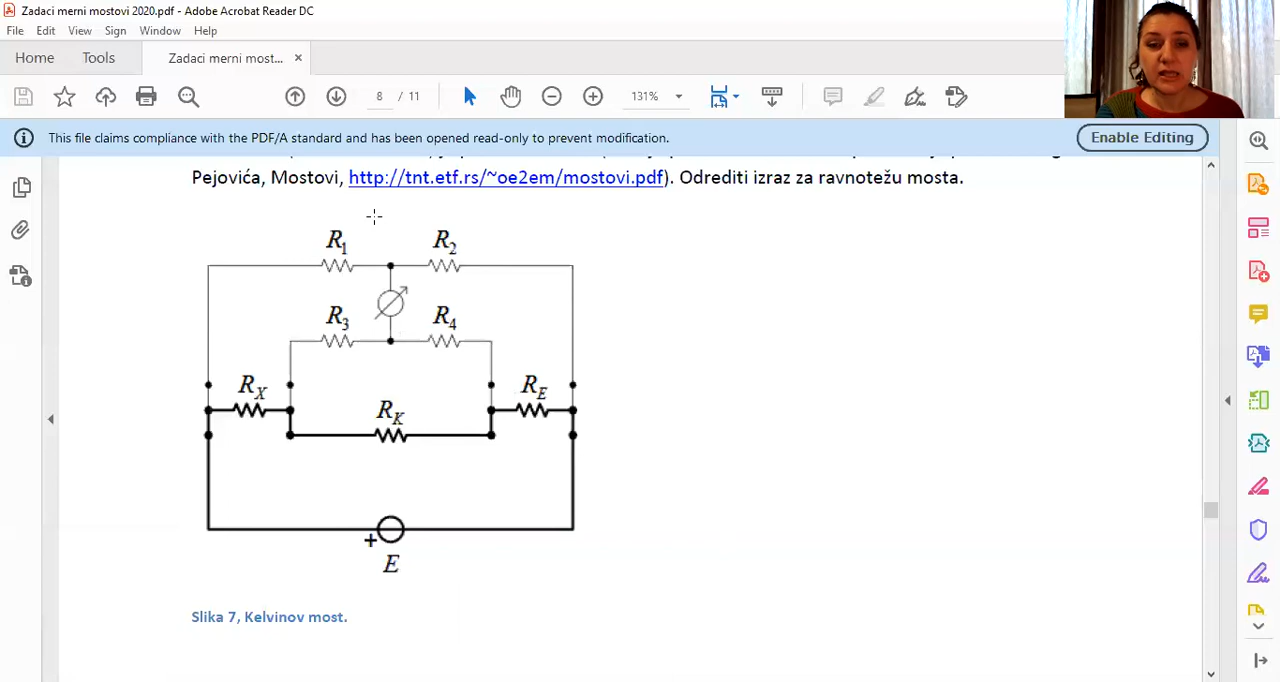 Zadaci merni mostovi 2020.pdf - Adobe Acrobat Reader DC
File Edit View Sign Window Help
Home Tools Zadaci merni most... ×
8 / 11 131%
This file claims compliance with the PDF/A standard and has been opened read-only to prevent modification. Enable Editing
Pejovića, Mostovi, http://tnt.etf.rs/~oe2em/mostovi.pdf). Odrediti izraz za ravnotežu mosta.
R1 R2
R3 R4
RX RE
RK
+
E
Slika 7, Kelvinov most.